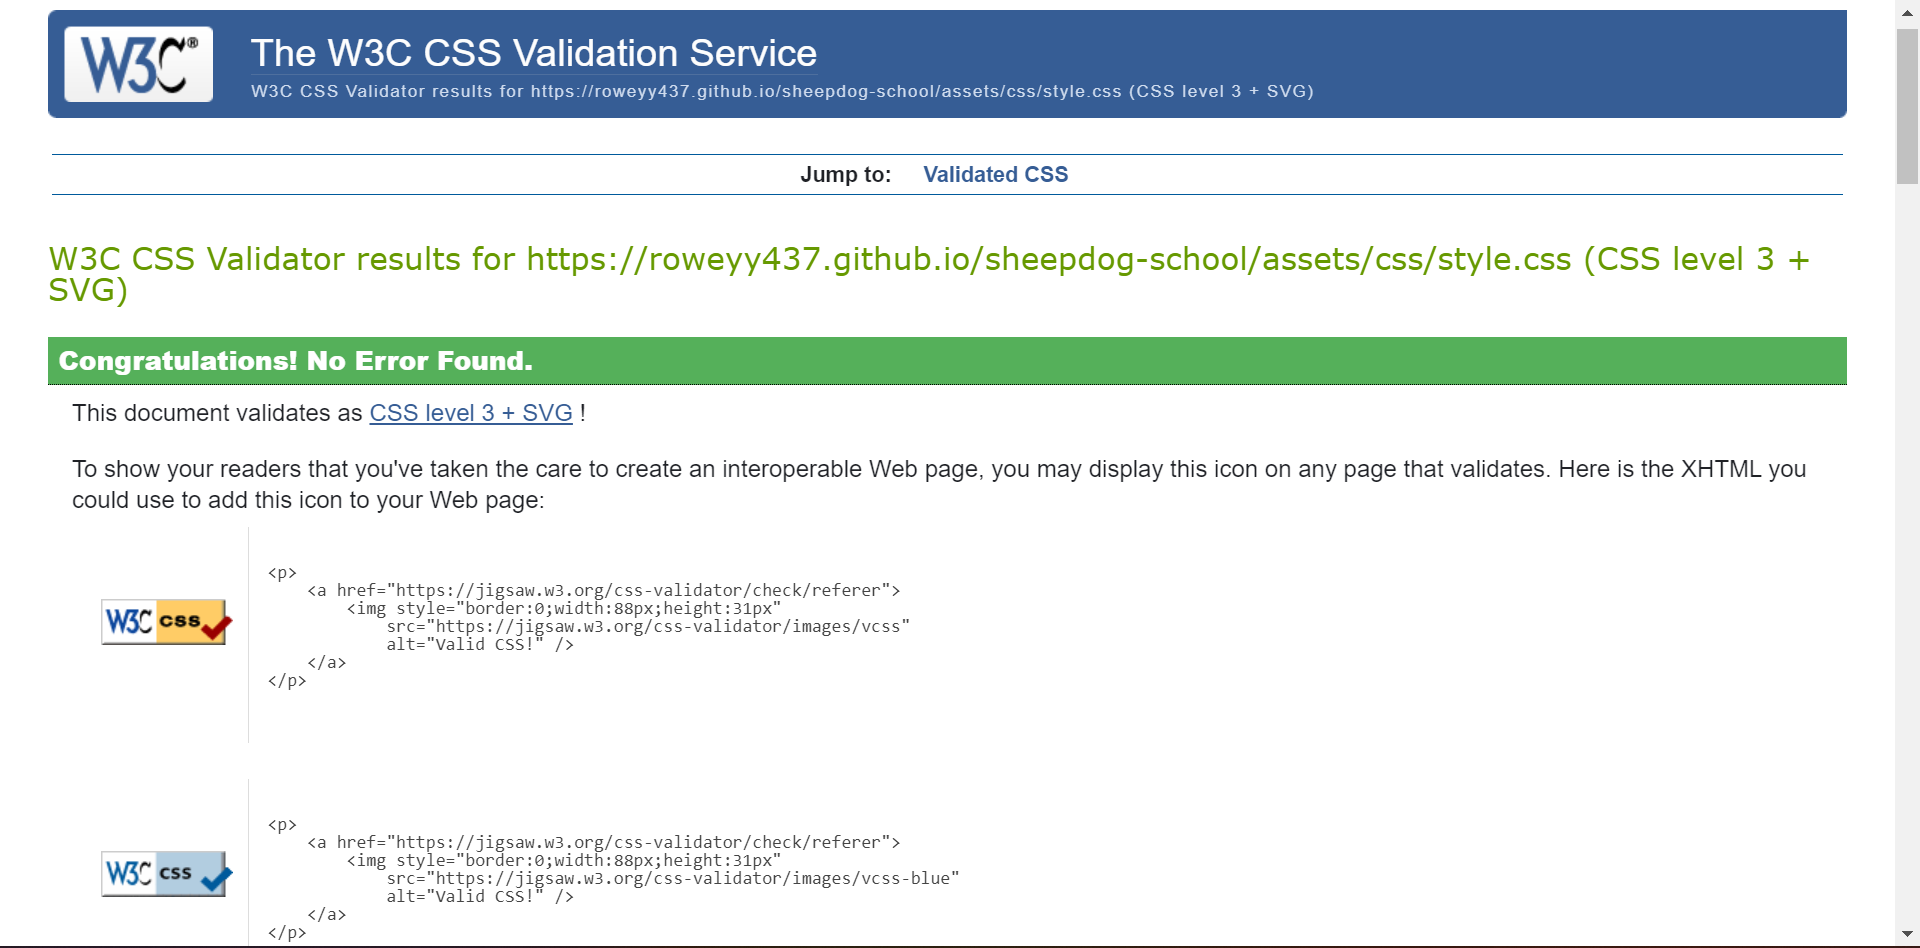 W3C®
The W3C CSS Validation Service
W3C CSS Validator results for https://roweyy437.github.io/sheepdog-school/assets/css/style.css (CSS level 3 + SVG)
Jump to: Validated CSS
W3C CSS Validator results for https://roweyy437.github.io/sheepdog-school/assets/css/style.css (CSS level 3 +
SVG)
Congratulations! No Error Found.
This document validates as CSS level 3 + SVG !
To show your readers that you've taken the care to create an interoperable Web page, you may display this icon on any page that validates. Here is the XHTML you
could use to add this icon to your Web page:
<p>
    <a href="https://jigsaw.w3.org/css-validator/check/referer">
        <img style="border:0;width:88px;height:31px"
            src="https://jigsaw.w3.org/css-validator/images/vcss"
W3C css
            alt="Valid CSS!" />
    </a>
</p>
<p>
    <a href="https://jigsaw.w3.org/css-validator/check/referer">
        <img style="border:0;width:88px;height:31px"
W3C css
            src="https://jigsaw.w3.org/css-validator/images/vcss-blue"
            alt="Valid CSS!" />
    </a>
</p>